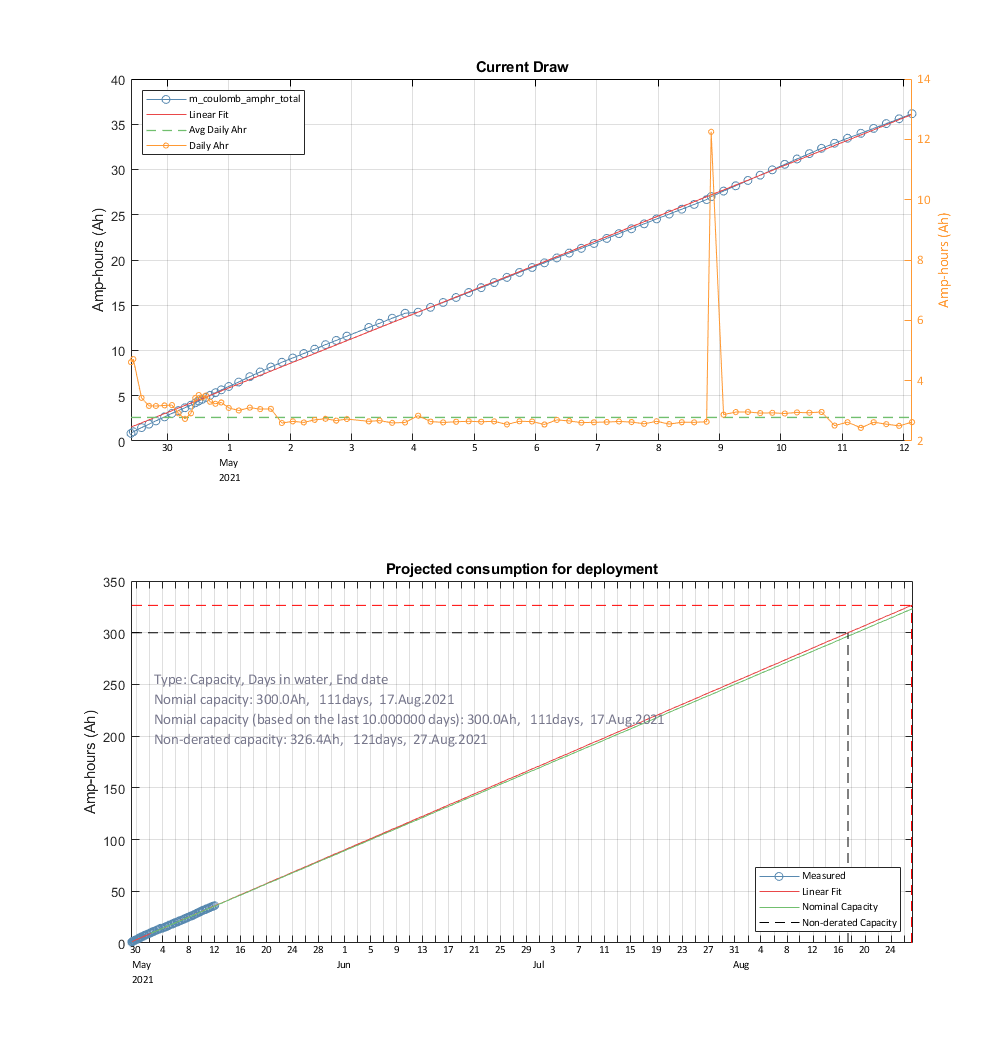 Current Draw
40
35
30
25
20
15
10
5
0
Amp-hours (Ah)
14
12
10
8
6
4
2
Amp-hours (Ah)
m_coulomb_amphr_total
Linear Fit
Avg Daily Ahr
Daily Ahr
30 1 2 3 4 5 6 7 8 9 10 11 12
May
2021
Projected consumption for deployment
350
300
250
200
150
100
50
0
Amp-hours (Ah)
Type: Capacity, Days in water, End date
Nomial capacity: 300.0Ah, 111days, 17.Aug.2021
Nomial capacity (based on the last 10.000000 days): 300.0Ah, 111days, 17.Aug.2021
Non-derated capacity: 326.4Ah, 121days, 27.Aug.2021
Measured
Linear Fit
Nominal Capacity
Non-derated Capacity
30 4 8 12 16 20 24 28 1 5 9 13 17 21 25 29 3 7 11 15 19 23 27 31 4 8 12 16 20 24
May Jun Jul Aug
2021